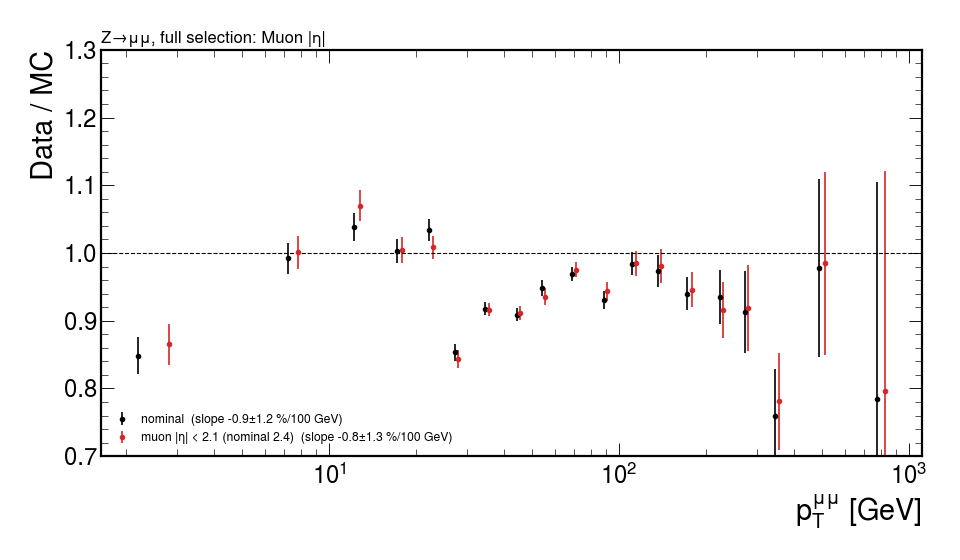 Z→μμ, full selection: Muon |η|
Data / MC
1.3
1.2
1.1
1.0
0.9
0.8
0.7
nominal  (slope -0.9±1.2 %/100 GeV)
muon |η| < 2.1 (nominal 2.4)  (slope -0.8±1.3 %/100 GeV)
10¹ 10² 10³
p_T^μμ [GeV]